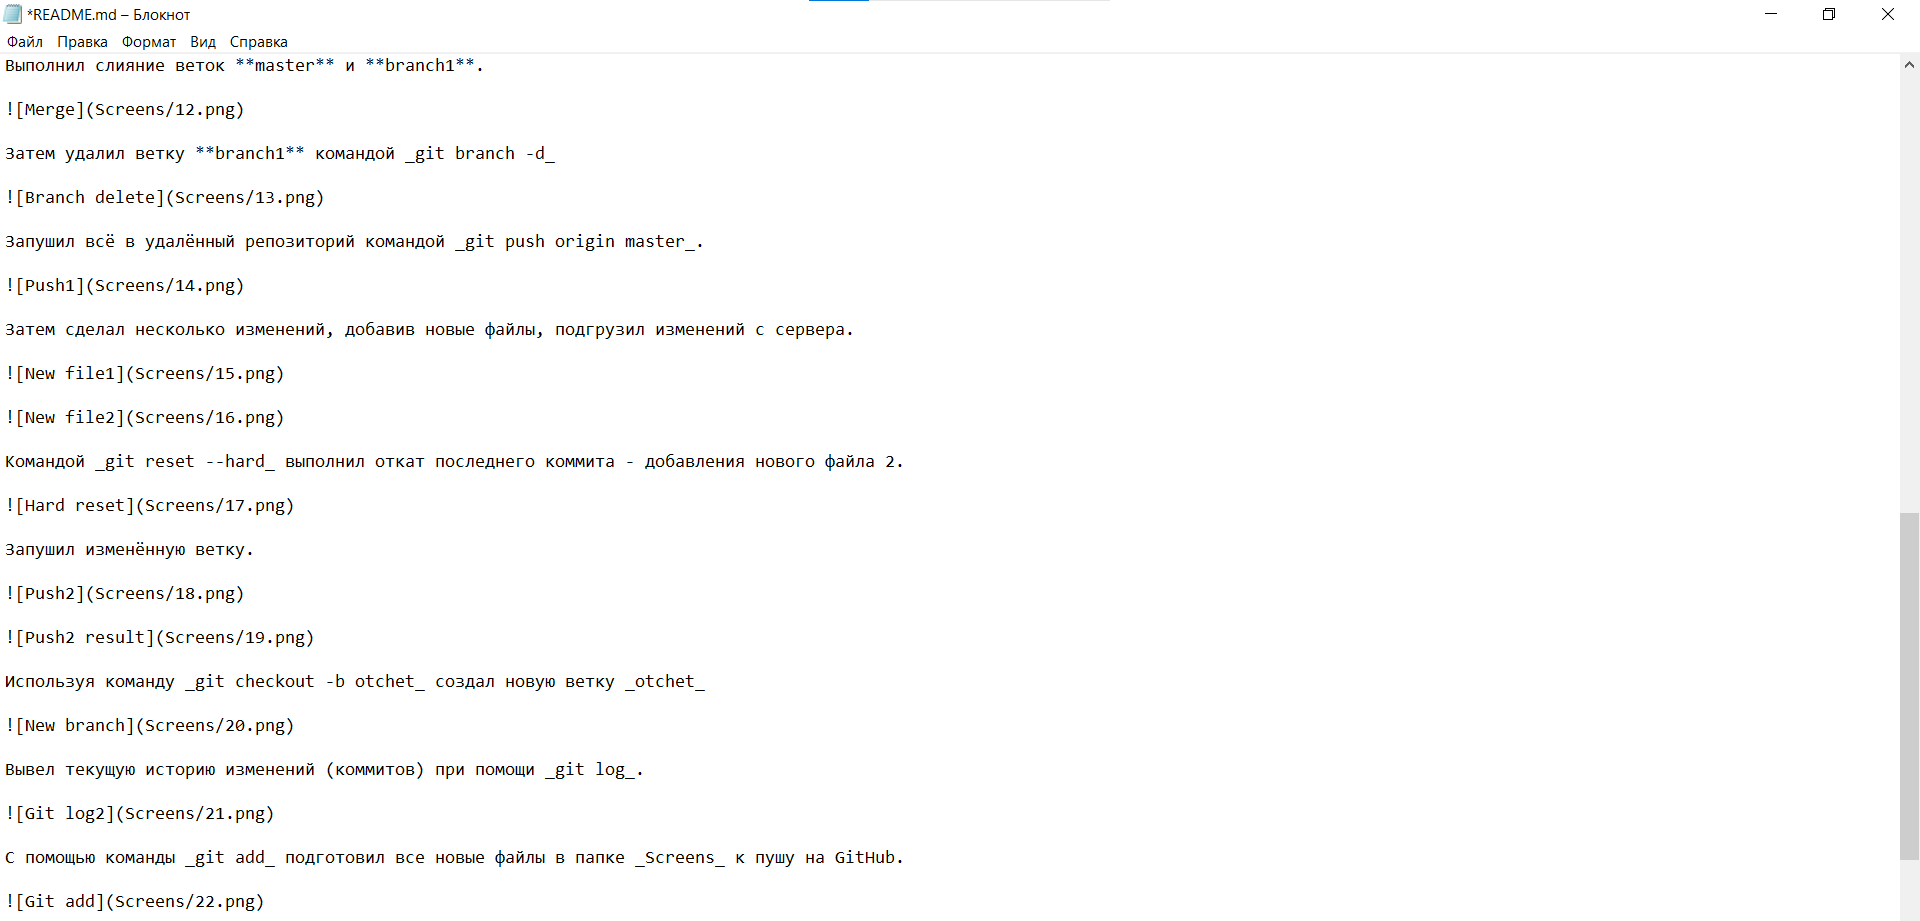 *README.md – Блокнот
Файл Правка Формат Вид Справка
Выполнил слияние веток **master** и **branch1**.
![Merge](Screens/12.png)
Затем удалил ветку **branch1** командой _git branch -d_
![Branch delete](Screens/13.png)
Запушил всё в удалённый репозиторий командой _git push origin master_.
![Push1](Screens/14.png)
Затем сделал несколько изменений, добавив новые файлы, подгрузил изменений с сервера.
![New file1](Screens/15.png)
![New file2](Screens/16.png)
Командой _git reset --hard_ выполнил откат последнего коммита - добавления нового файла 2.
![Hard reset](Screens/17.png)
Запушил изменённую ветку.
![Push2](Screens/18.png)
![Push2 result](Screens/19.png)
Используя команду _git checkout -b otchet_ создал новую ветку _otchet_
![New branch](Screens/20.png)
Вывел текущую историю изменений (коммитов) при помощи _git log_.
![Git log2](Screens/21.png)
С помощью команды _git add_ подготовил все новые файлы в папке _Screens_ к пушу на GitHub.
![Git add](Screens/22.png)